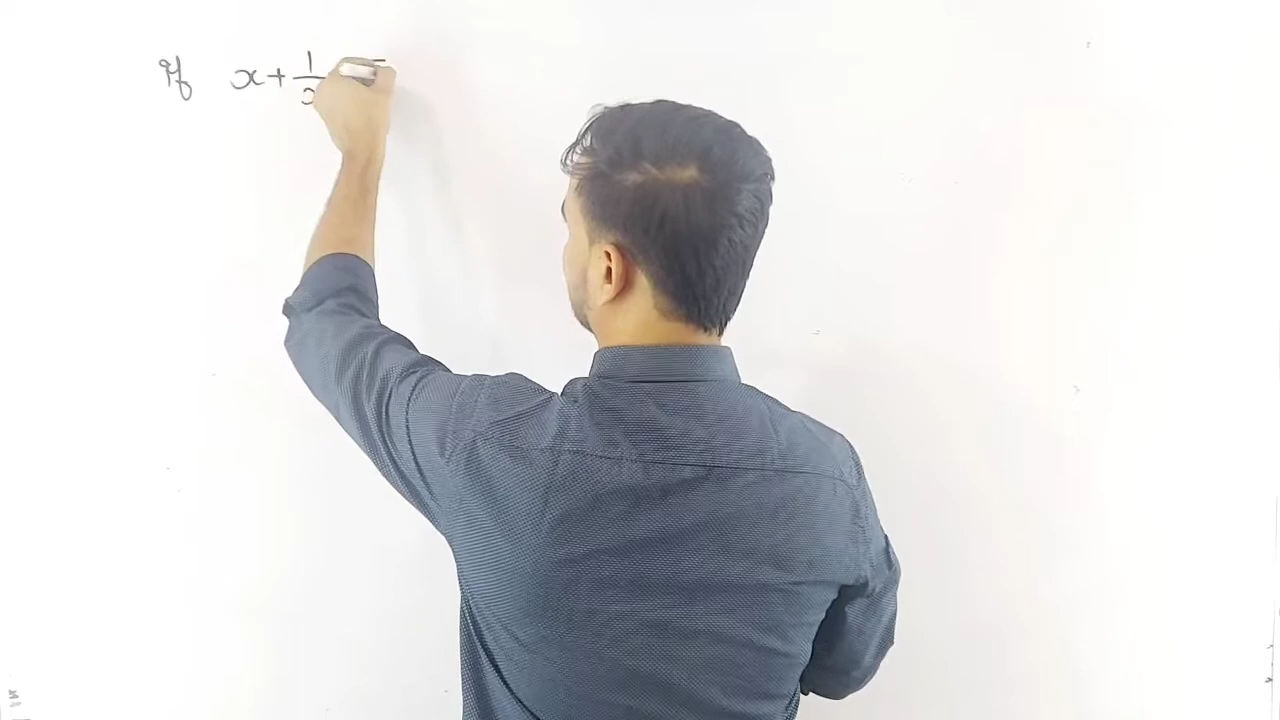 If x + 1/x